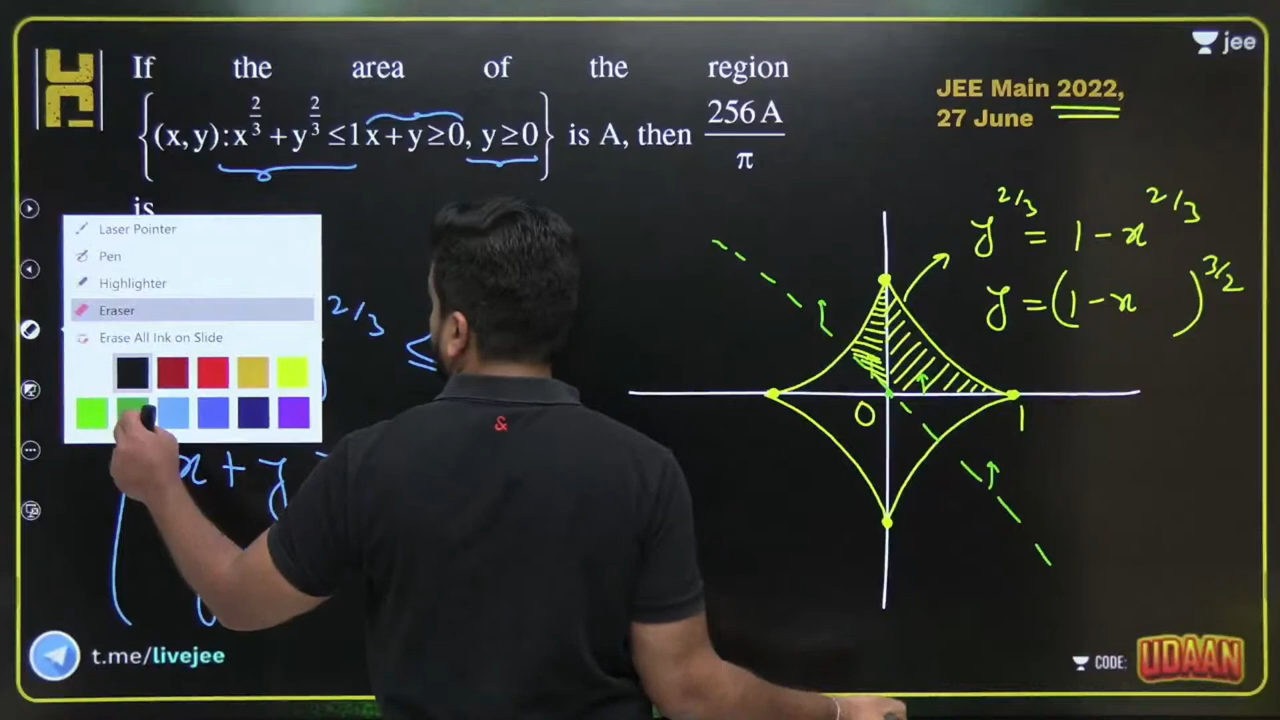 jee
If the area of the region
{(x, y) : x^{2/3} + y^{2/3} ≤ 1 x + y ≥ 0, y ≥ 0} is A, then 256 A / π
is
JEE Main 2022,
27 June
Laser Pointer
Pen
Highlighter
Eraser
Erase All Ink on Slide
2/3
≤
x + y
y^{2/3} = 1 - x^{2/3}
y = (1 - x )^{3/2}
0
1
&
t.me/livejee
CODE: UDAAN